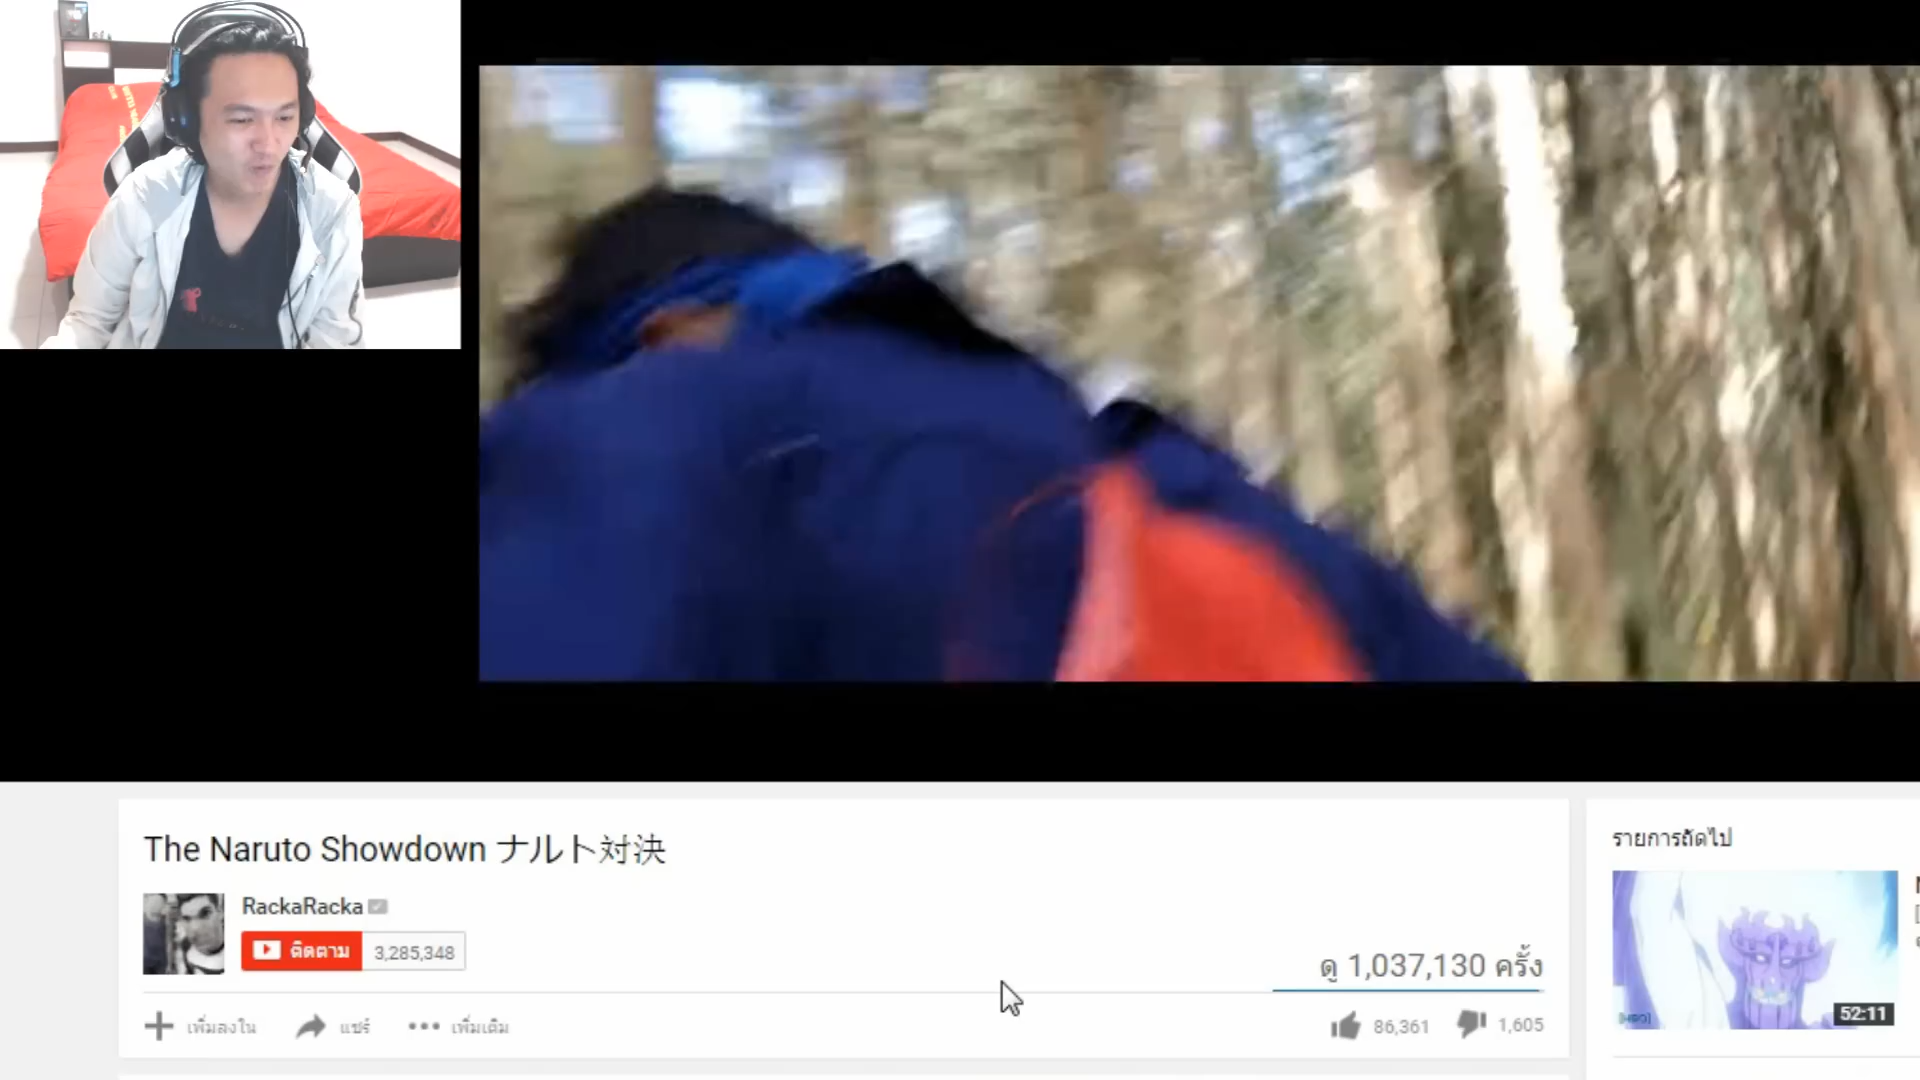 The Naruto Showdown ナルト対決
RackaRacka
ติดตาม 3,285,348
ดู 1,037,130 ครั้ง
เพิ่มลงใน แชร์ เพิ่มเติม
86,361 1,605
รายการถัดไป
52:11